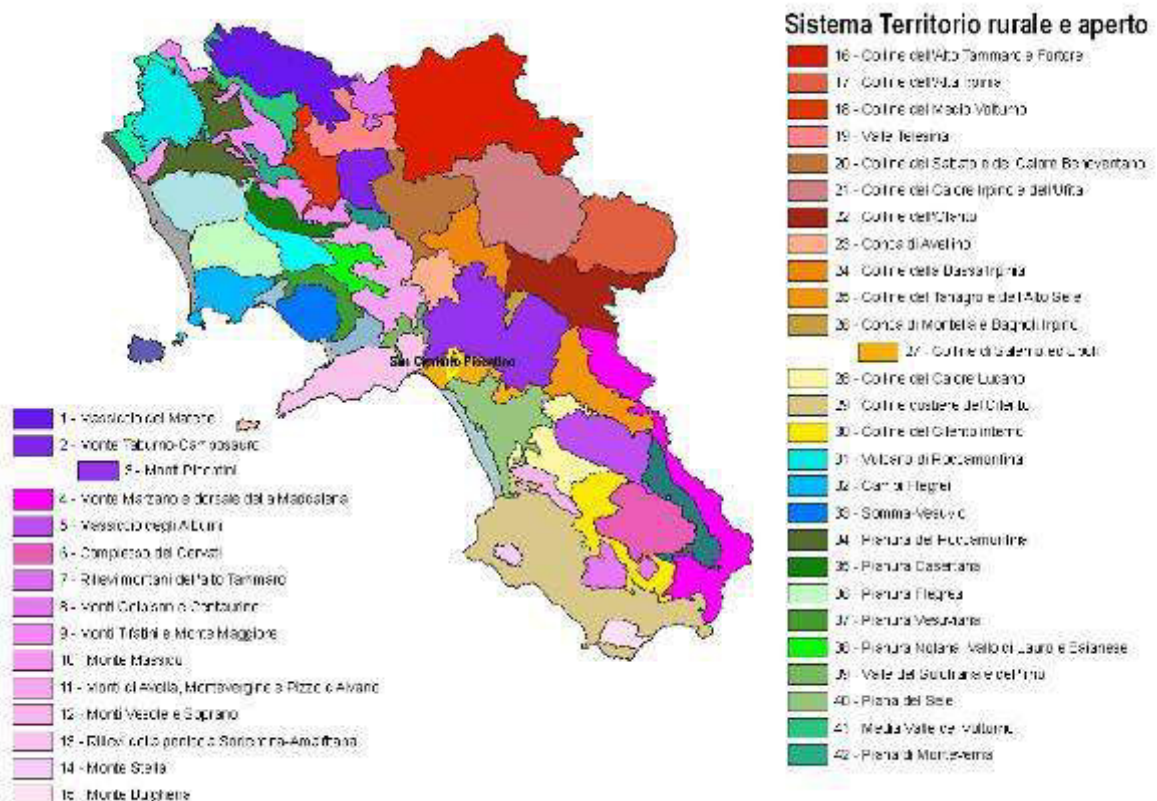 Sistema Territorio rurale e aperto
16 - Colline dell'Alto Tammaro e Fortore
17 - Colline dell'Alta Irpinia
18 - Colline del Medio Volturno
19 - Valle Telesina
20 - Colline del Sabato e del Calore Beneventano
21 - Colline del Calore Irpino e dell'Ufita
22 - Colline dell'Ofanto
23 - Conca di Avellino
24 - Colline della Bassa Irpinia
25 - Colline del Tanagro e dell'Alto Sele
26 - Conca di Montella e Bagnoli Irpino
27 - Colline di Salerno ed Eboli
28 - Colline del Calore Lucano
29 - Colline costiere del Cilento
30 - Colline del Cilento interno
31 - Vulcano di Roccamonfina
32 - Campi Flegrei
33 - Somma-Vesuvio
34 - Pianura del Roccamonfina
35 - Pianura Casertana
36 - Pianura Flegrea
37 - Pianura Vesuviana
38 - Pianura Nolana, Vallo di Lauro e Baianese
39 - Valle del Solofrana e dell'Irno
40 - Piana del Sele
41 - Media Valle del Volturno
42 - Piana di Monteverna
San Cipriano Picentino
1 - Massiccio del Matese
2 - Monte Taburno-Camposauro
3 - Monti Picentini
4 - Monte Marzano e dorsale della Maddalena
5 - Massiccio degli Alburni
6 - Complesso del Cervati
7 - Rilievi montani dell'alto Tammaro
8 - Monti Gelbison e Centaurino
9 - Monti Tifatini e Monte Maggiore
10 - Monte Massico
11 - Monti di Avella, Montevergine e Pizzo d'Alvano
12 - Monti Vesole e Soprano
13 - Rilievi della penisola Sorrentina-Amalfitana
14 - Monte Stella
15 - Monte Bulgheria